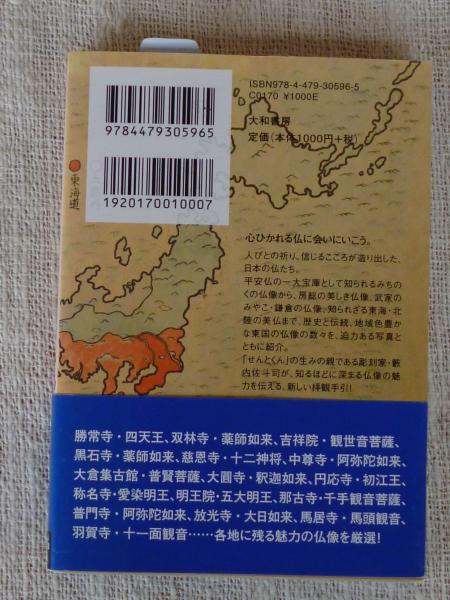 ISBN978-4-479-30596-5
C0170 ¥1000E
大和書房
定価(本体1000円+税)
9784479305965
1920170010007
東海道
心ひかれる仏に会いにいこう。
人びとの祈り、信じるこころが造り出した、
日本の仏たち。
平安仏の一大宝庫として知られるみちの
くの仏像から、房総の美しき仏像、武家の
みやこ・鎌倉の仏像、知られざる東海・北
陸の美仏まで、歴史と伝統、地域色豊か
な東国の仏像の数々を、迫力ある写真と
ともに紹介。
「せんとくん」の生みの親である彫刻家・籔
内佐斗司が、知るほどに深まる仏像の魅
力を伝える、新しい拝観手引!
勝常寺・四天王、双林寺・薬師如来、吉祥院・観世音菩薩、
黒石寺・薬師如来、慈恩寺・十二神将、中尊寺・阿弥陀如来、
大倉集古館・普賢菩薩、大圓寺・釈迦如来、円応寺・初江王、
称名寺・愛染明王、明王院・五大明王、那古寺・千手観音菩薩、
普門寺・阿弥陀如来、放光寺・大日如来、馬居寺・馬頭観音、
羽賀寺・十一面観音……各地に残る魅力の仏像を厳選!